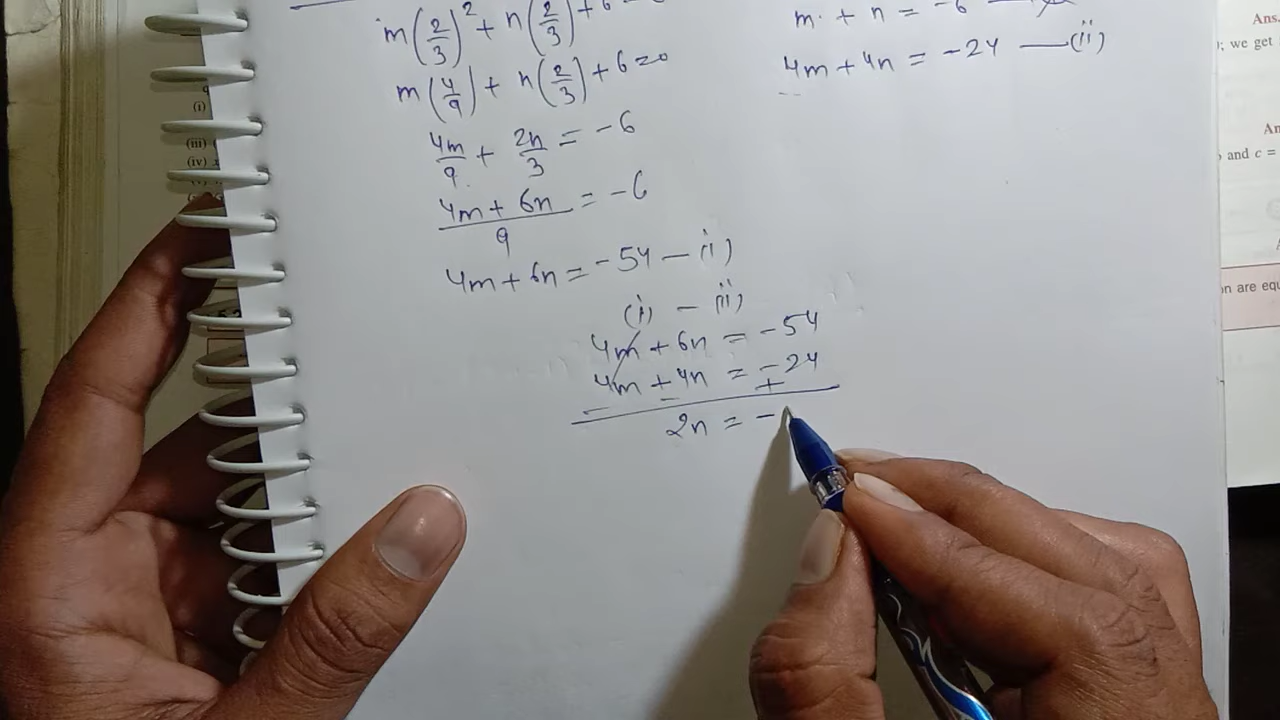 m(2/3)² + n(2/3) + 6
m(4/9) + n(2/3) + 6 = 0
4m/9 + 2n/3 = -6
4m + 6n/9 = -6
4m + 6n = -54 — (i)
(i) - (ii)
4m + 6n = -54
4m + 4n = -24
- - +
2n = -
m + n = -6
4m + 4n = -24 — (ii)
Ans.
; we get
and c =
on are equ
(i)
(iii)
(iv)